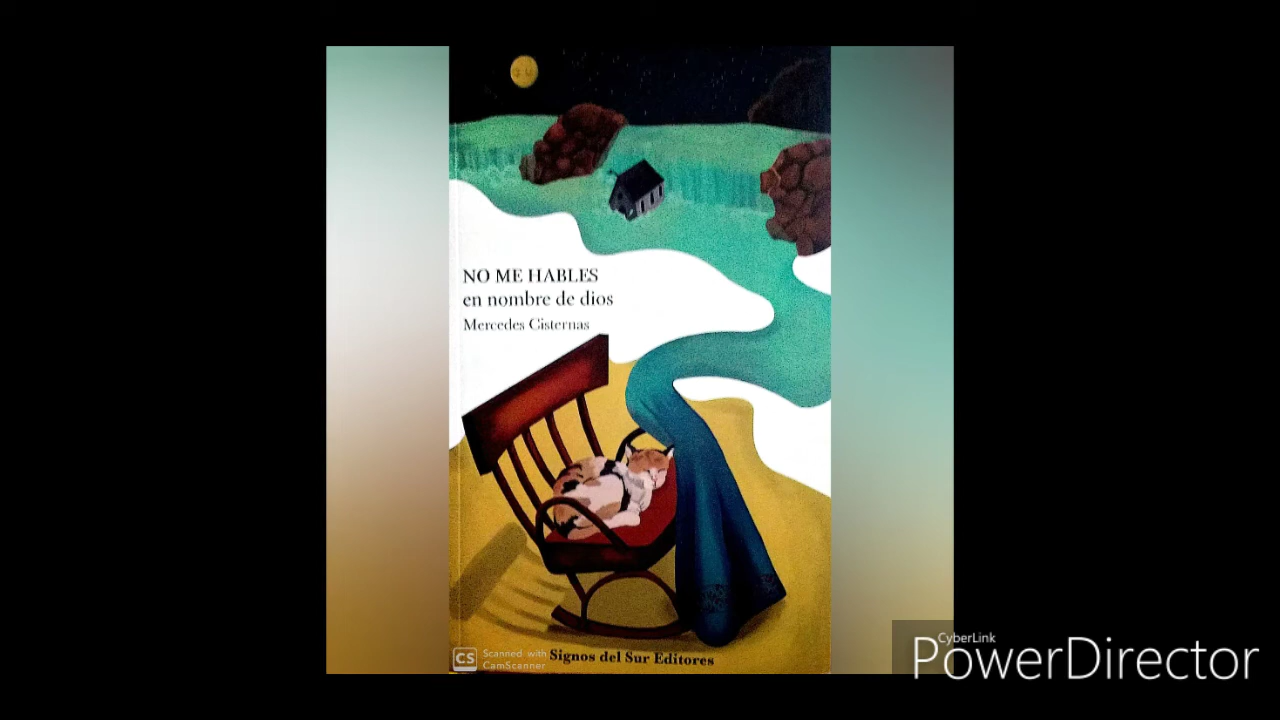 NO ME HABLES
en nombre de dios
Mercedes Cisternas
CS
Scanned with
CamScanner
Signos del Sur Editores
CyberLink
PowerDirector